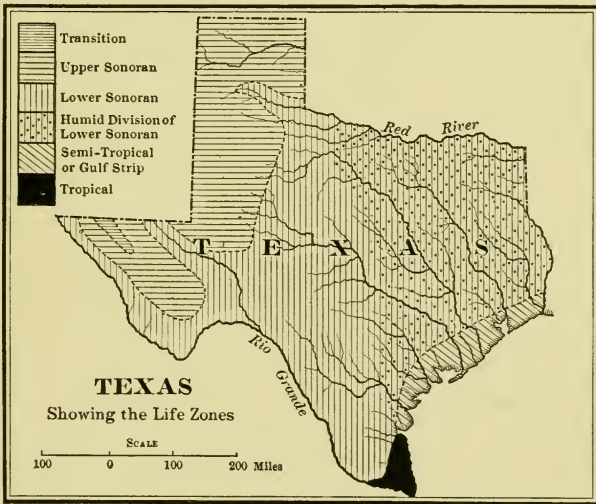 Transition
Upper Sonoran
Lower Sonoran
Humid Division of
Lower Sonoran
Semi-Tropical
or Gulf Strip
Tropical
Red River
TEXAS
Rio Grande
TEXAS
Showing the Life Zones
SCALE
100 0 100 200 Miles